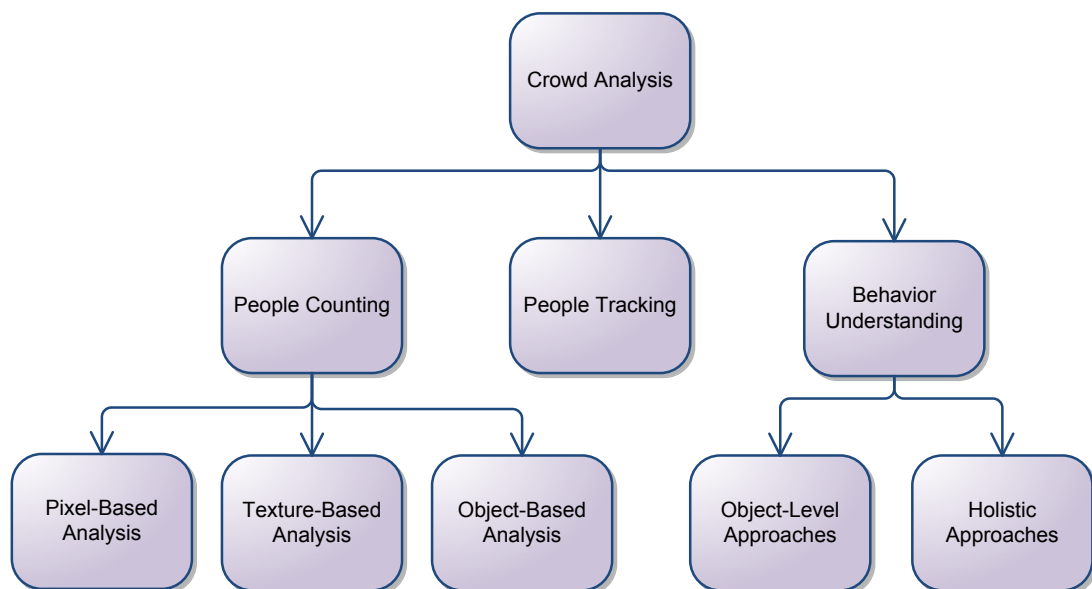 Crowd Analysis
People Counting
People Tracking
Behavior
Understanding
Pixel-Based
Analysis
Texture-Based
Analysis
Object-Based
Analysis
Object-Level
Approaches
Holistic
Approaches